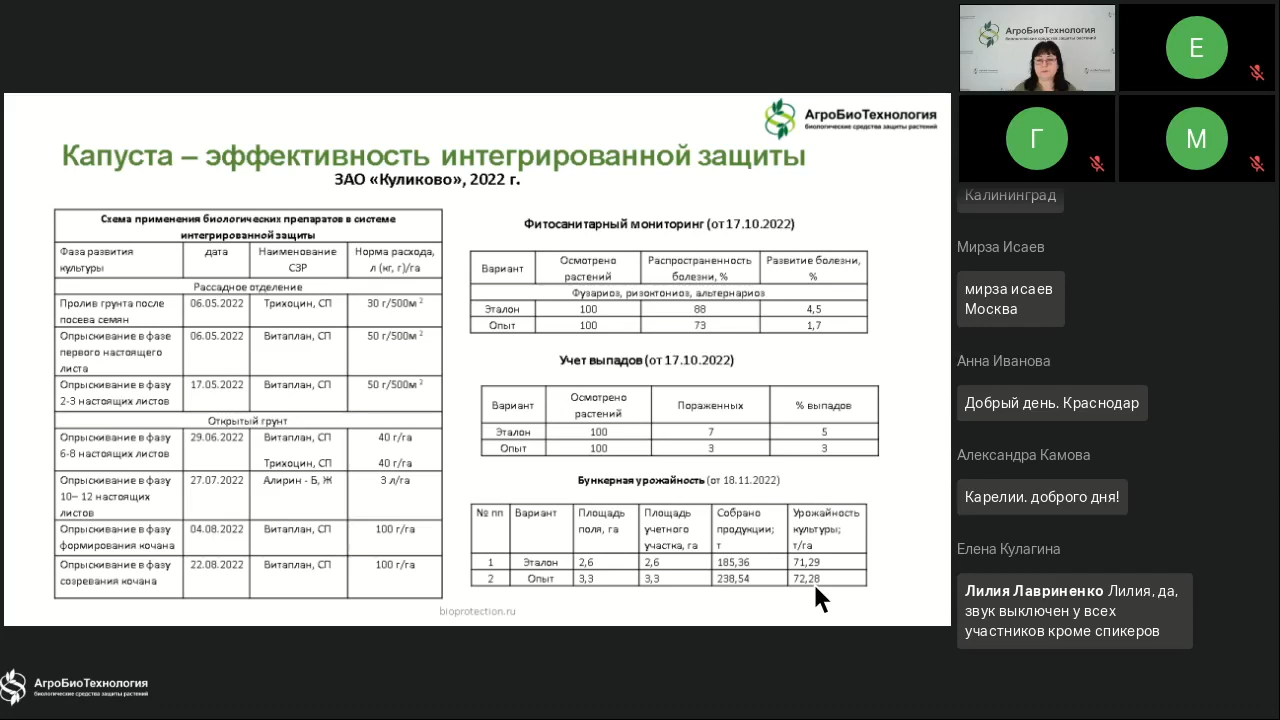 АгроБиоТехнология
биологические средства защиты растений
Капуста – эффективность интегрированной защиты
ЗАО «Куликово», 2022 г.
Схема применения биологических препаратов в системе
интегрированной защиты
Фаза развития культуры дата Наименование СЗР Норма расхода, л (кг, г)/га
Рассадное отделение
Пролив грунта после посева семян 06.05.2022 Трихоцин, СП 30 г/500м ²
Опрыскивание в фазе первого настоящего листа 06.05.2022 Витаплан, СП 50 г/500м ²
Опрыскивание в фазу 2-3 настоящих листов 17.05.2022 Витаплан, СП 50 г/500м ²
Открытый грунт
Опрыскивание в фазу 6-8 настоящих листов 29.06.2022 Витаплан, СП 40 г/га
Трихоцин, СП 40 г/га
Опрыскивание в фазу 10– 12 настоящих листов 27.07.2022 Алирин - Б, Ж 3 л/га
Опрыскивание в фазу формирования кочана 04.08.2022 Витаплан, СП 100 г/га
Опрыскивание в фазу созревания кочана 22.08.2022 Витаплан, СП 100 г/га
Фитосанитарный мониторинг (от 17.10.2022)
Вариант Осмотрено растений Распространенность болезни, % Развитие болезни, %
Фузариоз, ризоктониоз, альтернариоз
Эталон 100 88 4,5
Опыт 100 73 1,7
Учет выпадов (от 17.10.2022)
Вариант Осмотрено растений Пораженных % выпадов
Эталон 100 7 5
Опыт 100 3 3
Бункерная урожайность (от 18.11.2022)
№ пп Вариант Площадь поля, га Площадь учетного участка, га Собрано продукции; т Урожайность культуры; т/га
1 Эталон 2,6 2,6 185,36 71,29
2 Опыт 3,3 3,3 238,54 72,28
bioprotection.ru
АгроБиоТехнология
биологические средства защиты растений
АгроБиоТехнология
биологические средства защиты растений
Е
Г
М
Калининград
Мирза Исаев
мирза исаев
Москва
Анна Иванова
Добрый день. Краснодар
Александра Камова
Карелии. доброго дня!
Елена Кулагина
Лилия Лавриненко Лилия, да,
звук выключен у всех
участников кроме спикеров